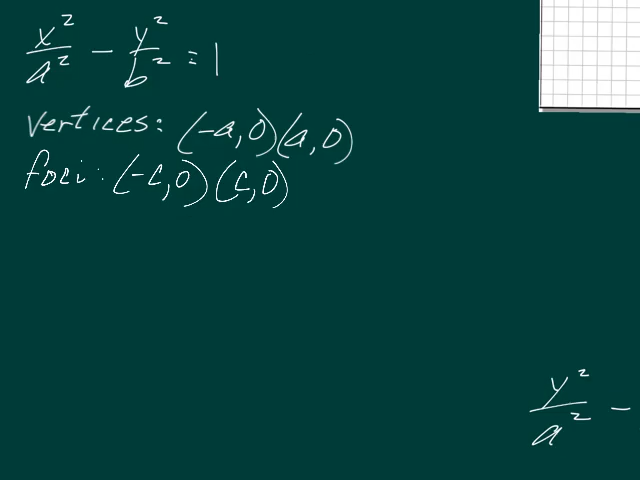 x²/a² - y²/b² = 1
vertices: (-a,0)(a,0)
foci: (-c,0)(c,0)
y²/a² -